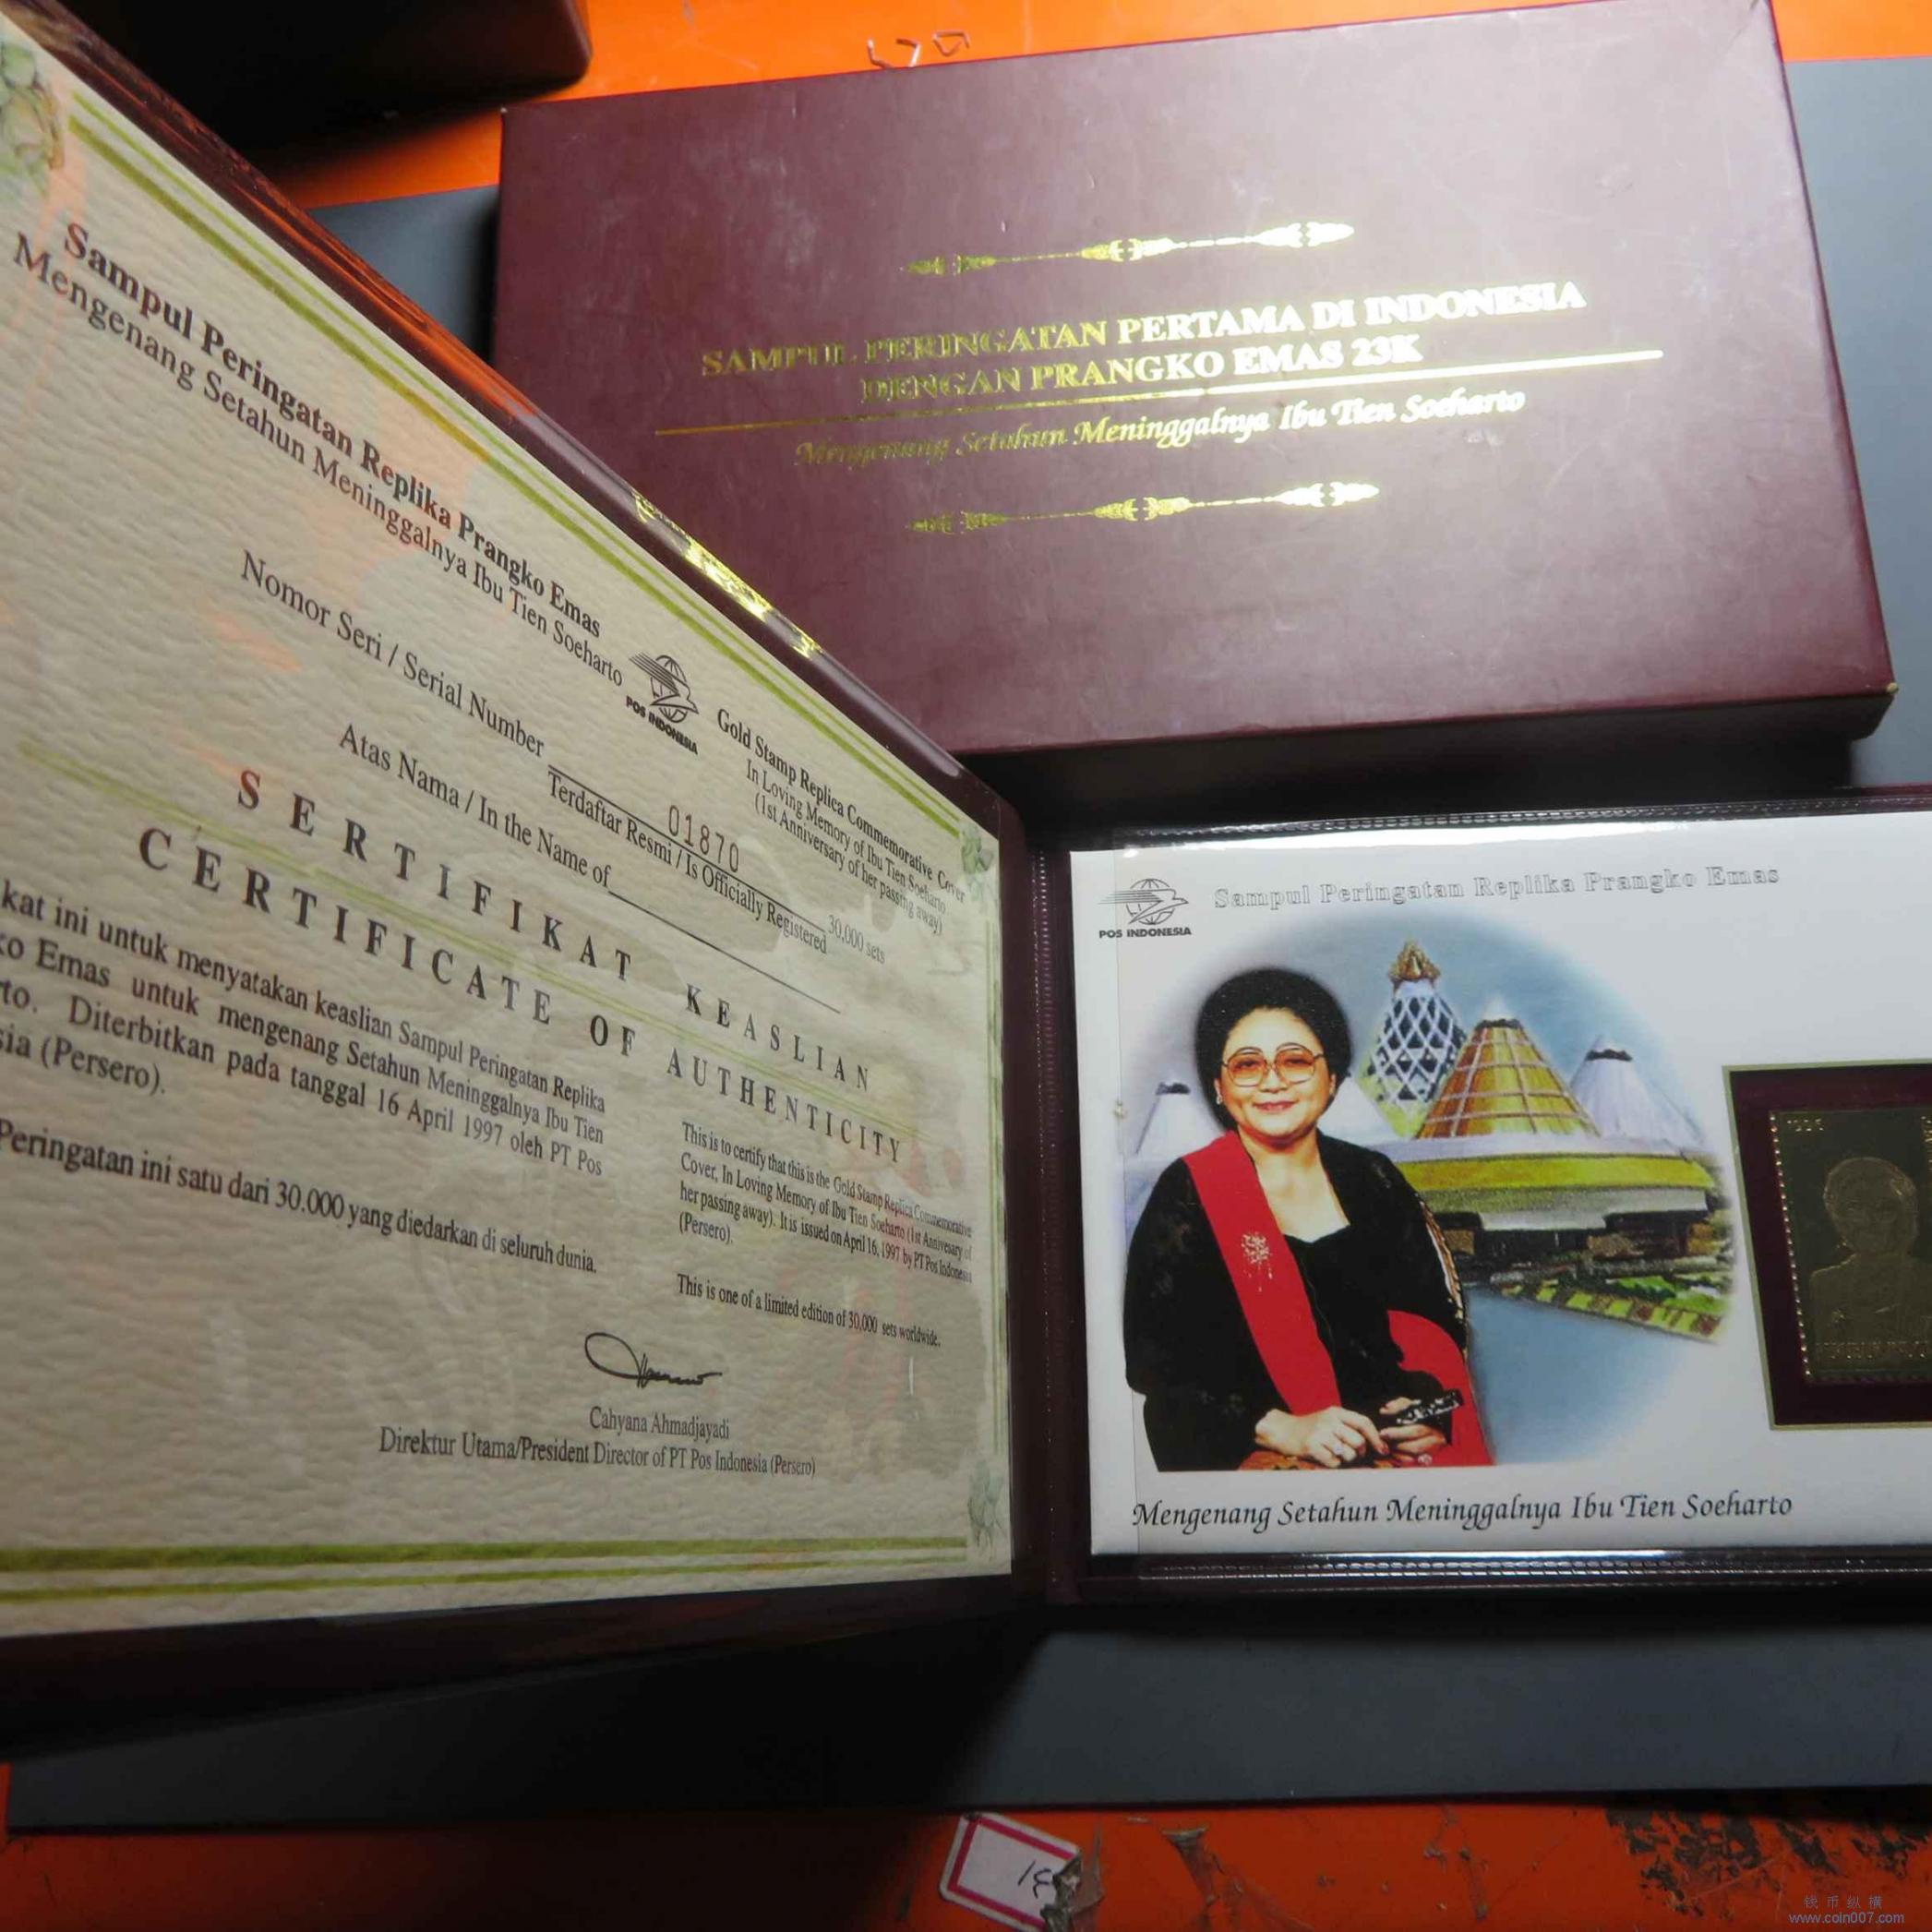 SAMPUL PERINGATAN PERTAMA DI INDONESIA
DENGAN PRANGKO EMAS 23K
Mengenang Setahun Meninggalnya Ibu Tien Soeharto
Sampul Peringatan Replika Prangko Emas
Mengenang Setahun Meninggalnya Ibu Tien Soeharto
POS INDONESIA
Gold Stamp Replica Commemorative Cover
In Loving Memory of Ibu Tien Soeharto
(1st Anniversary of her passing away)
Nomor Seri / Serial Number 01870 30,000 sets
Terdaftar Resmi / Is Officially Registered
Atas Nama / In the Name of
SERTIFIKAT KEASLIAN
CERTIFICATE OF AUTHENTICITY
kat ini untuk menyatakan keaslian Sampul Peringatan Replika
ko Emas untuk mengenang Setahun Meninggalnya Ibu Tien
rto. Diterbitkan pada tanggal 16 April 1997 oleh PT Pos
sia (Persero).
Peringatan ini satu dari 30.000 yang diedarkan di seluruh dunia.
This is to certify that this is the Gold Stamp Replica Commemorative
Cover, In Loving Memory of Ibu Tien Soeharto (1st Anniversary of
her passing away). It is issued on April 16, 1997 by PT Pos Indonesia
(Persero).
This is one of a limited edition of 30,000 sets worldwide.
Cahyana Ahmadjayadi
Direktur Utama/President Director of PT Pos Indonesia (Persero)
POS INDONESIA
Sampul Peringatan Replika Prangko Emas
Mengenang Setahun Meninggalnya Ibu Tien Soeharto
钱币纵横
www.coin007.com